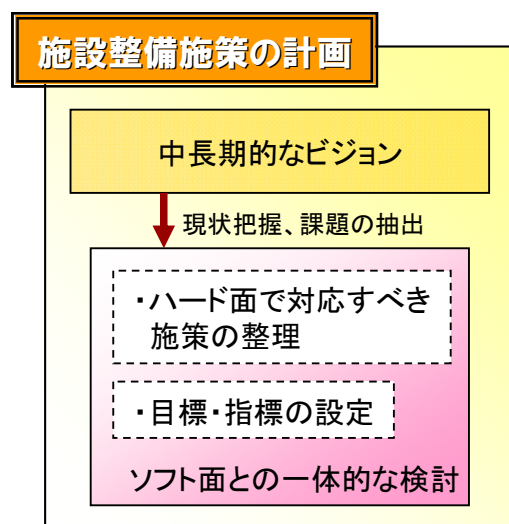 施設整備施策の計画
中長期的なビジョン
現状把握、課題の抽出
・ハード面で対応すべき
施策の整理
・目標・指標の設定
ソフト面との一体的な検討